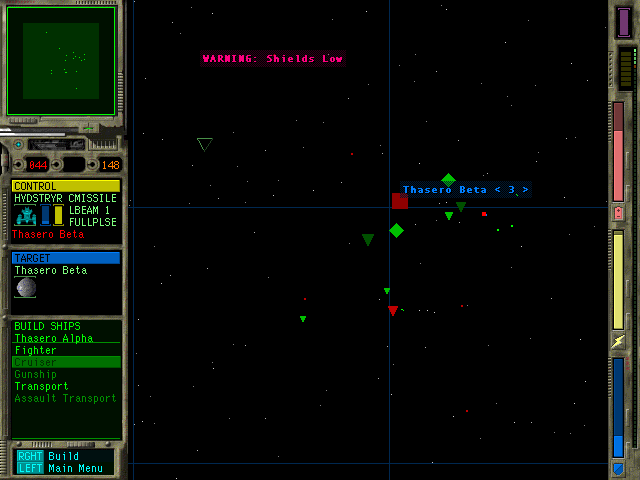 WARNING: Shields Low
Thasero Beta < 3 >
044 148
CONTROL
HVDSTRYR CMISSILE
LBEAM 1
FULLPLSE
Thasero Beta
TARGET
Thasero Beta
BUILD SHIPS
Thasero Alpha
Fighter
Cruiser
Gunship
Transport
Assault Transport
RGHT Build
LEFT Main Menu